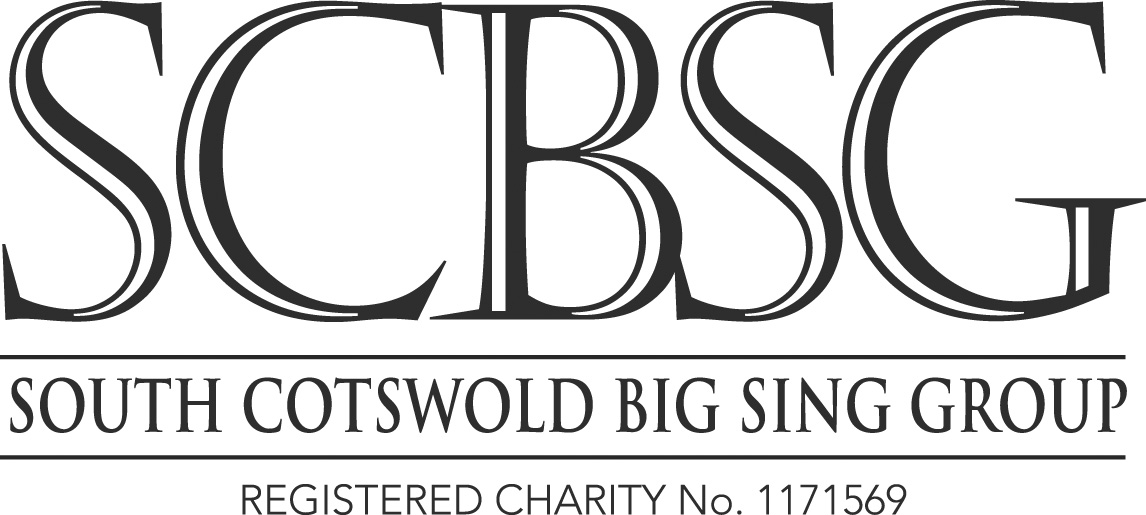 SCBSG
SOUTH COTSWOLD BIG SING GROUP
REGISTERED CHARITY No. 1171569